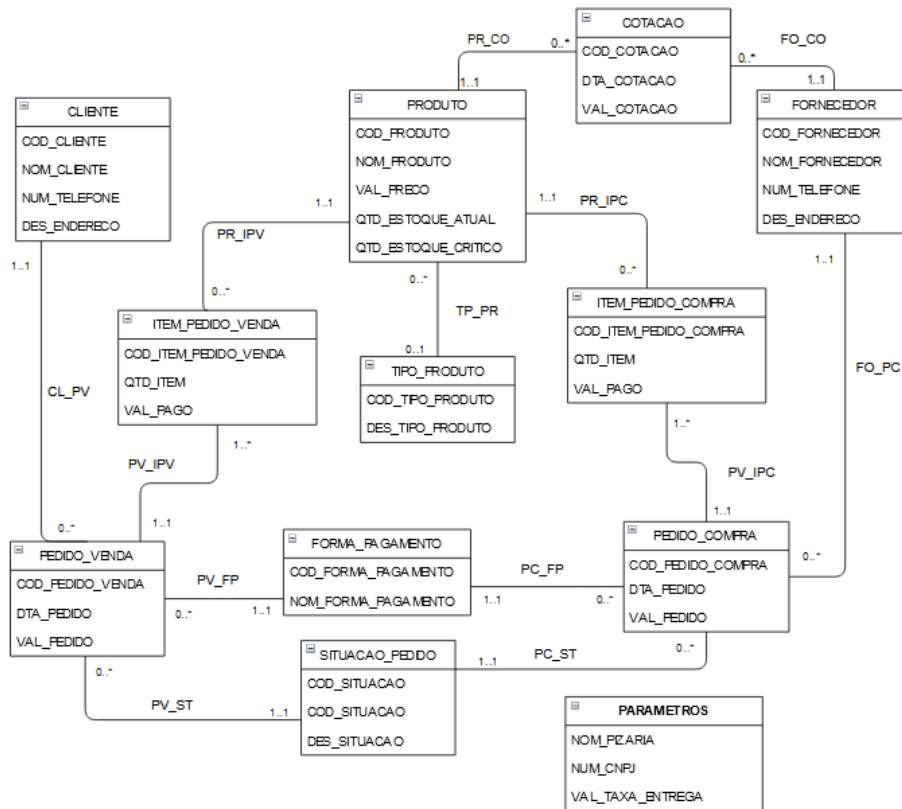 COTACAO
COD_COTACAO
DTA_COTACAO
VAL_COTACAO
PR_CO
0..*
1..1
FO_CO
0..*
1..1
CLIENTE
COD_CLIENTE
NOM_CLIENTE
NUM_TELEFONE
DES_ENDERECO
PRODUTO
COD_PRODUTO
NOM_PRODUTO
VAL_PRECO
QTD_ESTOQUE_ATUAL
QTD_ESTOQUE_CRITICO
FORNECEDOR
COD_FORNECEDOR
NOM_FORNECEDOR
NUM_TELEFONE
DES_ENDERECO
1..1
PR_IPV
0..*
1..1
PR_IPC
0..*
0..*
TP_PR
0..1
1..1
CL_PV
0..*
1..1
FO_PC
0..*
ITEM_PEDIDO_VENDA
COD_ITEM_PEDIDO_VENDA
QTD_ITEM
VAL_PAGO
TIPO_PRODUTO
COD_TIPO_PRODUTO
DES_TIPO_PRODUTO
ITEM_PEDIDO_COMPRA
COD_ITEM_PEDIDO_COMPRA
QTD_ITEM
VAL_PAGO
1..*
PV_IPV
1..1
1..*
PV_IPC
1..1
PEDIDO_VENDA
COD_PEDIDO_VENDA
DTA_PEDIDO
VAL_PEDIDO
PV_FP
0..*
1..1
FORMA_PAGAMENTO
COD_FORMA_PAGAMENTO
NOM_FORMA_PAGAMENTO
PC_FP
1..1
0..*
PEDIDO_COMPRA
COD_PEDIDO_COMPRA
DTA_PEDIDO
VAL_PEDIDO
0..*
PV_ST
1..1
SITUACAO_PEDIDO
COD_SITUACAO
COD_SITUACAO
DES_SITUACAO
1..1
PC_ST
0..*
PARAMETROS
NOM_PIZARIA
NUM_CNPJ
VAL_TAXA_ENTREGA